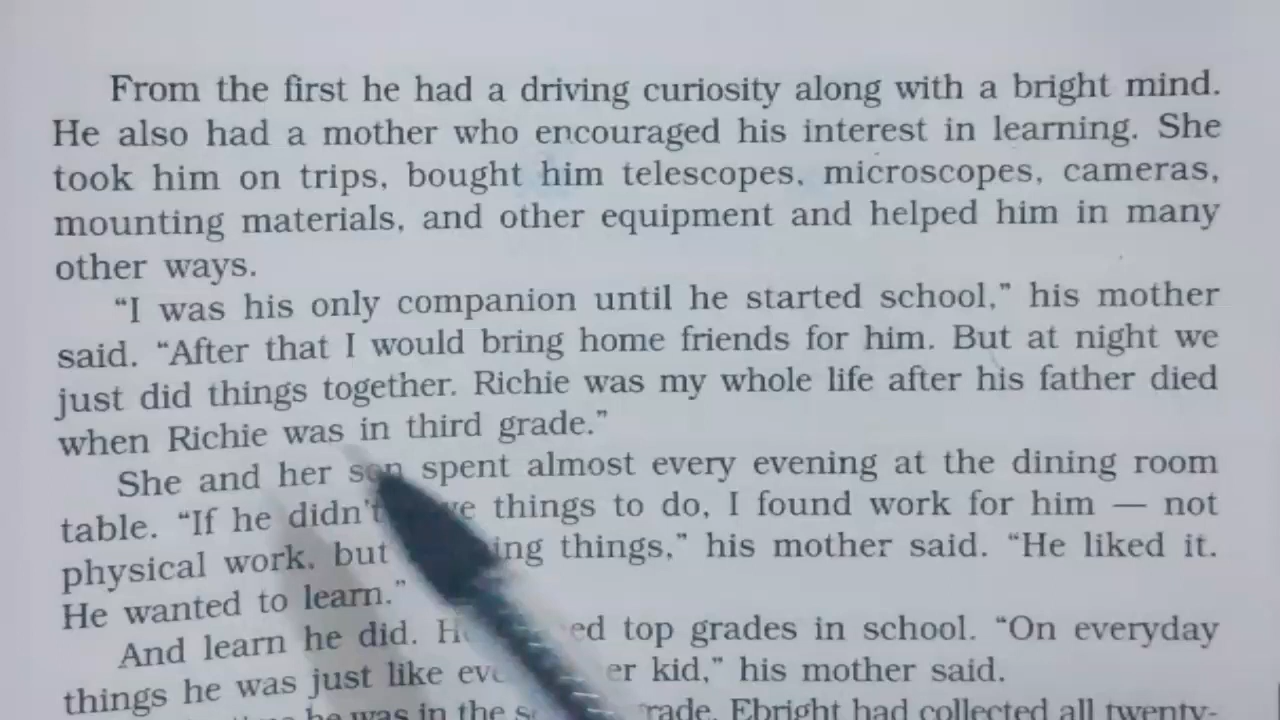 From the first he had a driving curiosity along with a bright mind.
He also had a mother who encouraged his interest in learning. She
took him on trips, bought him telescopes, microscopes, cameras,
mounting materials, and other equipment and helped him in many
other ways.
“I was his only companion until he started school,” his mother
said. “After that I would bring home friends for him. But at night we
just did things together. Richie was my whole life after his father died
when Richie was in third grade.”
She and her son spent almost every evening at the dining room
table. “If he didn't things to do, I found work for him — not
physical work, but things,” his mother said. “He liked it.
He wanted to learn.”
And learn he did. top grades in school. “On everyday
things he was just like kid,” his mother said.
he was in the Ebright had collected all twenty-